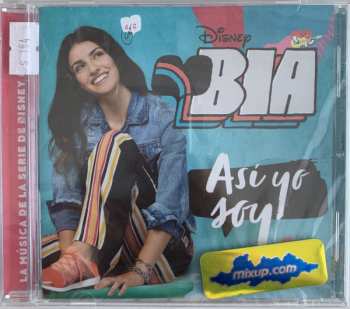 LA MÚSICA DE LA SERIE DE DISNEY
Disney
BIA
Así yo
soy
mixup.com